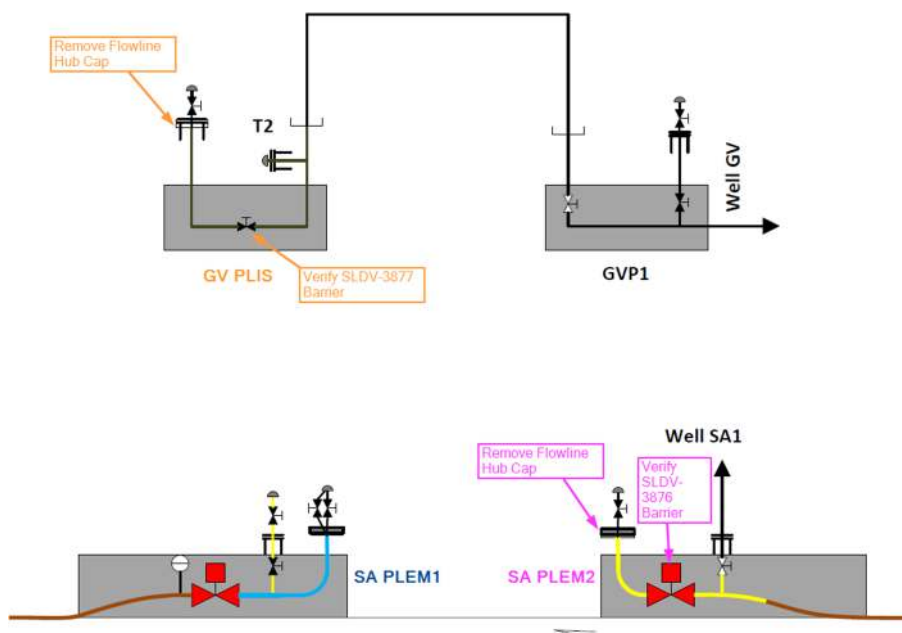 Remove Flowline
Hub Cap
T2
Well GV
GV PLIS
Verify SLDV-3877
Barrier
GVP1
Well SA1
Remove Flowline
Hub Cap
Verify
SLDV-
3876
Barrier
SA PLEM1
SA PLEM2